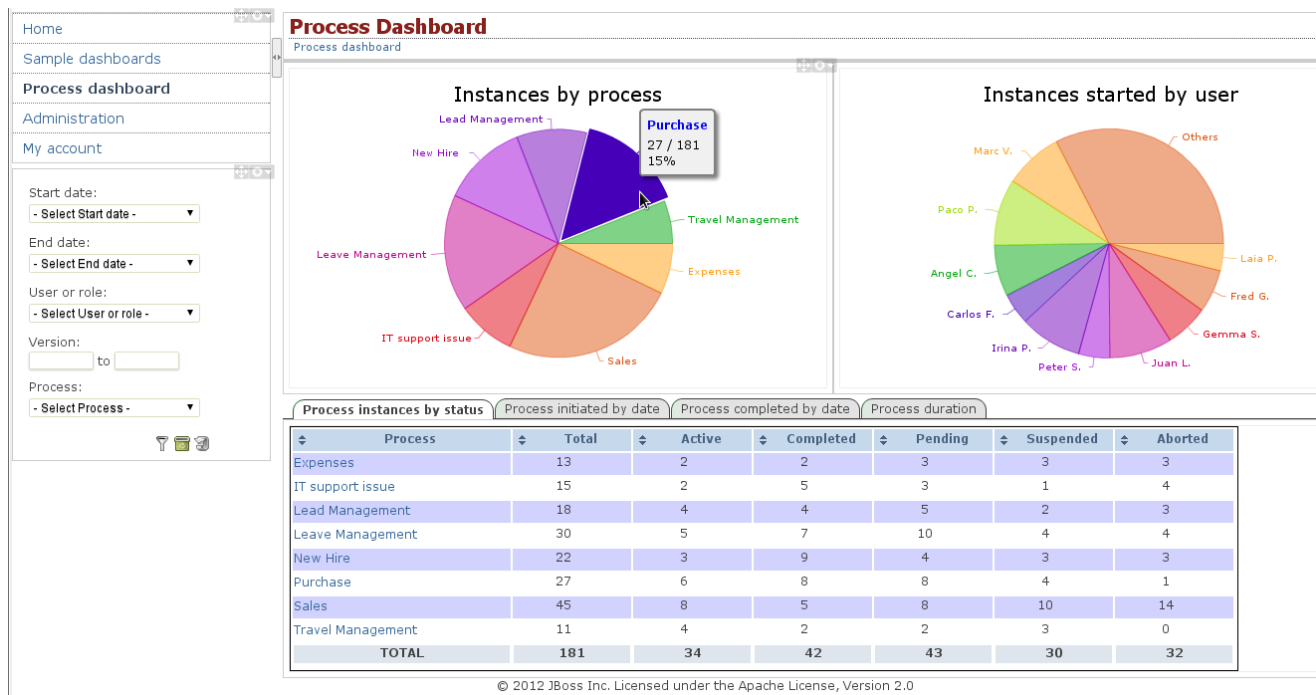 Home
Sample dashboards
Process dashboard
Administration
My account
Start date:
- Select Start date -
End date:
- Select End date -
User or role:
- Select User or role -
Version:
to
Process:
- Select Process -
Process Dashboard
Process dashboard
Instances by process
Lead Management
New Hire
Leave Management
IT support issue
Sales
Expenses
Travel Management
Purchase
27 / 181
15%
Instances started by user
Others
Marc V.
Paco P.
Angel C.
Carlos F.
Irina P.
Peter S.
Juan L.
Gemma S.
Fred G.
Laia P.
Process instances by status Process initiated by date Process completed by date Process duration
Process Total Active Completed Pending Suspended Aborted
Expenses 13 2 2 3 3 3
IT support issue 15 2 5 3 1 4
Lead Management 18 4 4 5 2 3
Leave Management 30 5 7 10 4 4
New Hire 22 3 9 4 3 3
Purchase 27 6 8 8 4 1
Sales 45 8 5 8 10 14
Travel Management 11 4 2 2 3 0
TOTAL 181 34 42 43 30 32
© 2012 JBoss Inc. Licensed under the Apache License, Version 2.0